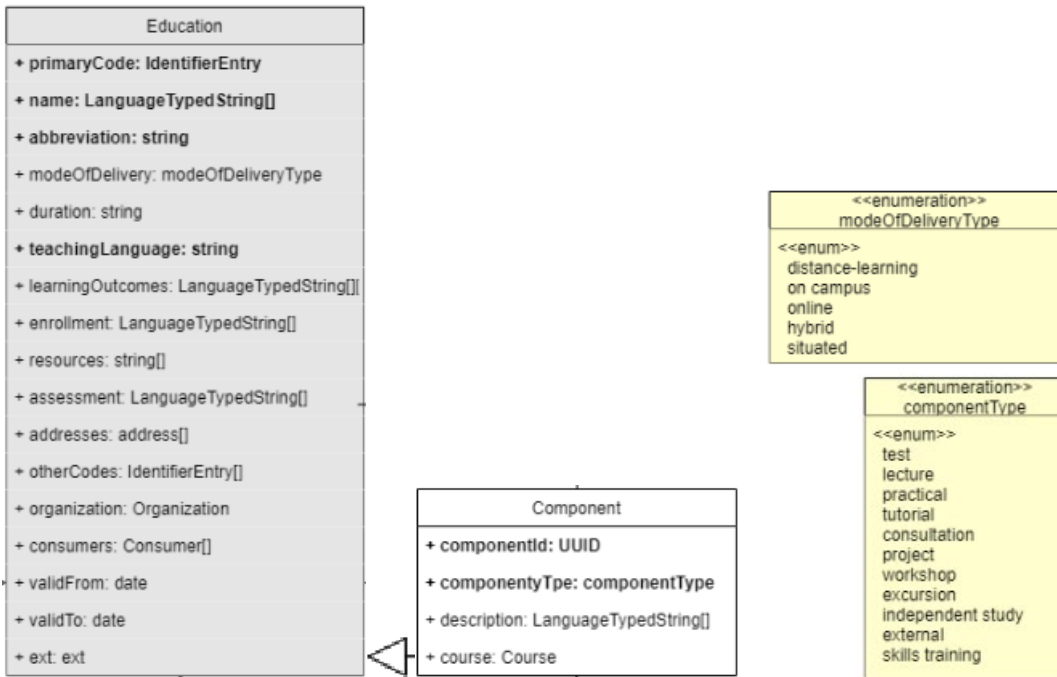 Education
+ primaryCode: IdentifierEntry
+ name: LanguageTypedString[]
+ abbreviation: string
+ modeOfDelivery: modeOfDeliveryType
+ duration: string
+ teachingLanguage: string
+ learningOutcomes: LanguageTypedString[][
+ enrollment: LanguageTypedString[]
+ resources: string[]
+ assessment: LanguageTypedString[]
+ addresses: address[]
+ otherCodes: IdentifierEntry[]
+ organization: Organization
+ consumers: Consumer[]
+ validFrom: date
+ validTo: date
+ ext: ext
Component
+ componentId: UUID
+ componentyTpe: componentType
+ description: LanguageTypedString[]
+ course: Course
<<enumeration>>
modeOfDeliveryType
<<enum>>
distance-learning
on campus
online
hybrid
situated
<<enumeration>>
componentType
<<enum>>
test
lecture
practical
tutorial
consultation
project
workshop
excursion
independent study
external
skills training